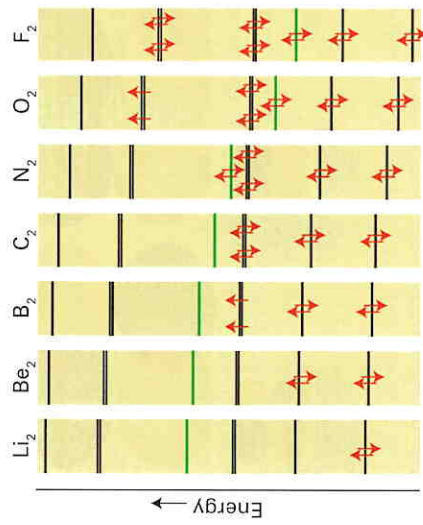 Li₂
Be₂
B₂
C₂
N₂
O₂
F₂
Energy